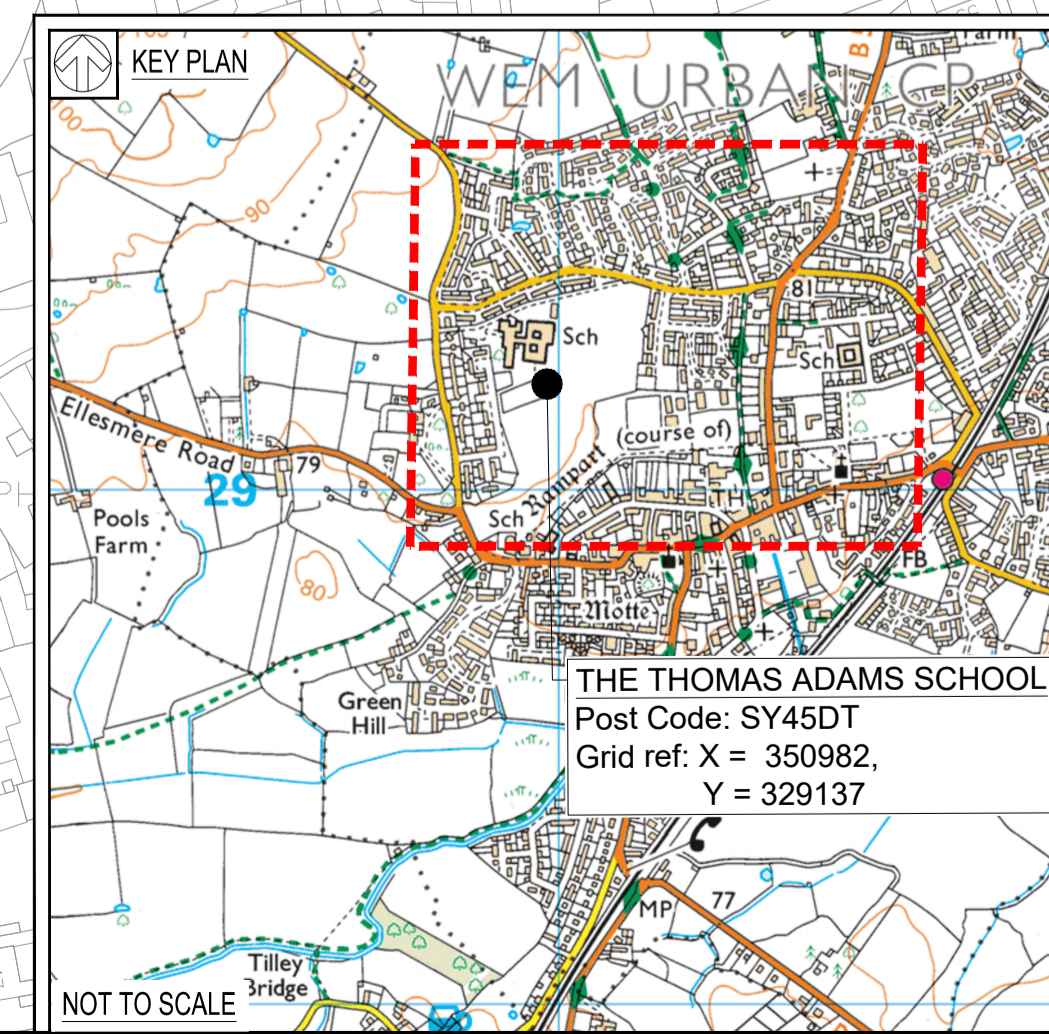 KEY PLAN
WEM URBAN CP
Farm
100
90
81
Sch
Sch
Ellesmere Road
79
29
(course of)
Rampart
TH
Sch
Pools
Farm
FB
80
Motte
Green
Hill
THE THOMAS ADAMS SCHOOL
Post Code: SY45DT
Grid ref: X = 350982,
Y = 329137
MP
77
Tilley
Bridge
NOT TO SCALE